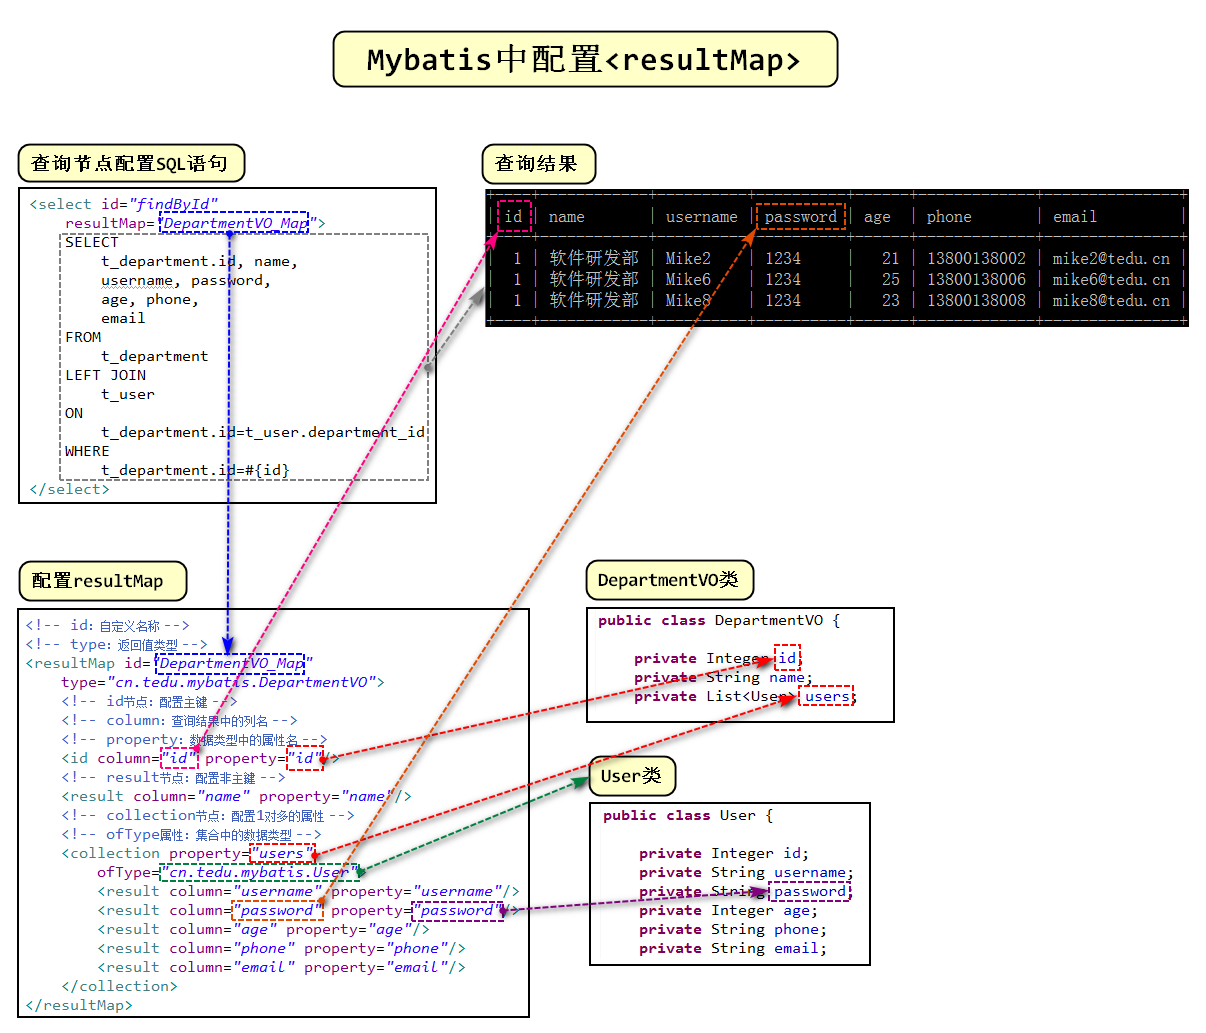 Mybatis中配置<resultMap>
查询节点配置SQL语句
<select id="findById"
resultMap="DepartmentVO_Map">
SELECT
t_department.id, name,
username, password,
age, phone,
email
FROM
t_department
LEFT JOIN
t_user
ON
t_department.id=t_user.department_id
WHERE
t_department.id=#{id}
</select>
查询结果
id | name | username | password | age | phone | email |
1 | 软件研发部 | Mike2 | 1234 | 21 | 13800138002 | mike2@tedu.cn |
1 | 软件研发部 | Mike6 | 1234 | 25 | 13800138006 | mike6@tedu.cn |
1 | 软件研发部 | Mike8 | 1234 | 23 | 13800138008 | mike8@tedu.cn |
配置resultMap
<!-- id：自定义名称 -->
<!-- type：返回值类型 -->
<resultMap id="DepartmentVO_Map"
type="cn.tedu.mybatis.DepartmentVO">
<!-- id节点：配置主键 -->
<!-- column：查询结果中的列名 -->
<!-- property：数据类型中的属性名 -->
<id column="id" property="id"/>
<!-- result节点：配置非主键 -->
<result column="name" property="name"/>
<!-- collection节点：配置1对多的属性 -->
<!-- ofType属性：集合中的数据类型 -->
<collection property="users"
ofType="cn.tedu.mybatis.User">
<result column="username" property="username"/>
<result column="password" property="password"/>
<result column="age" property="age"/>
<result column="phone" property="phone"/>
<result column="email" property="email"/>
</collection>
</resultMap>
DepartmentVO类
public class DepartmentVO {
private Integer id;
private String name;
private List<User> users;
User类
public class User {
private Integer id;
private String username;
private String password;
private Integer age;
private String phone;
private String email;